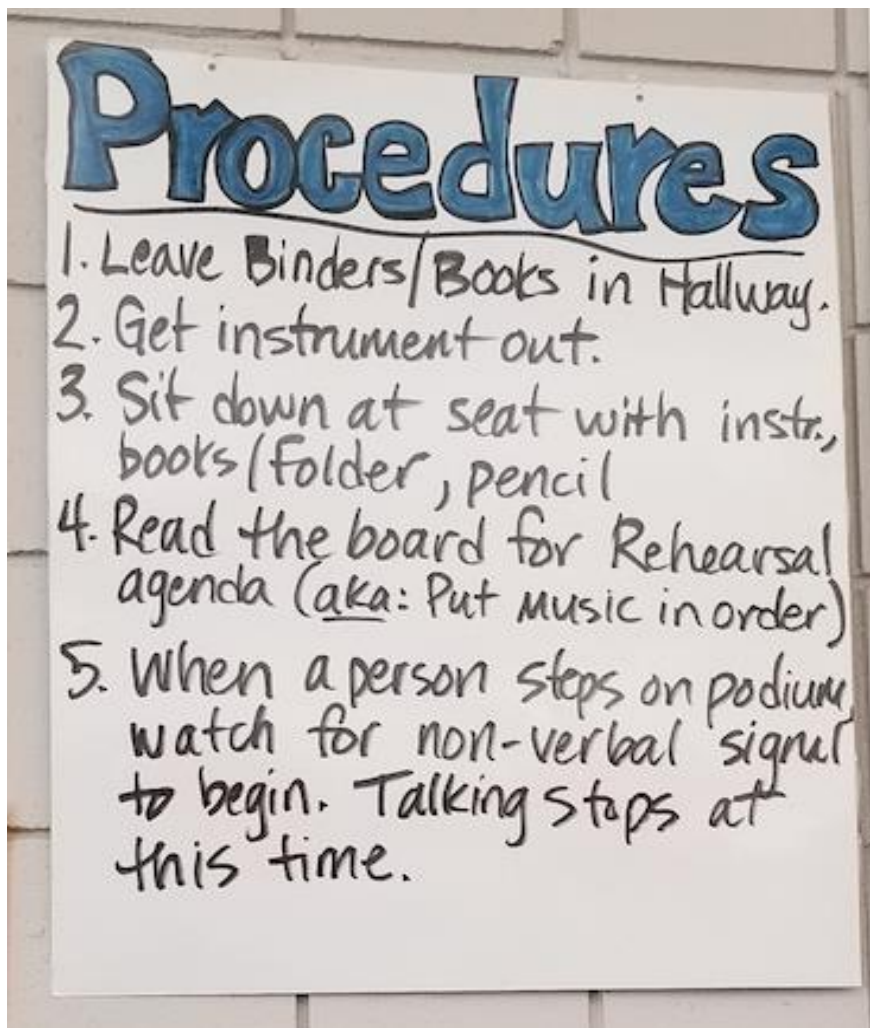 Procedures
1. Leave Binders/Books in Hallway.
2. Get instrument out.
3. Sit down at seat with instr.,
books/folder, pencil
4. Read the board for Rehearsal
agenda (aka: Put Music in order)
5. When a person steps on podium,
watch for non-verbal signal
to begin. Talking stops at
this time.